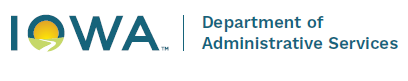 IOWA™
Department of
Administrative Services